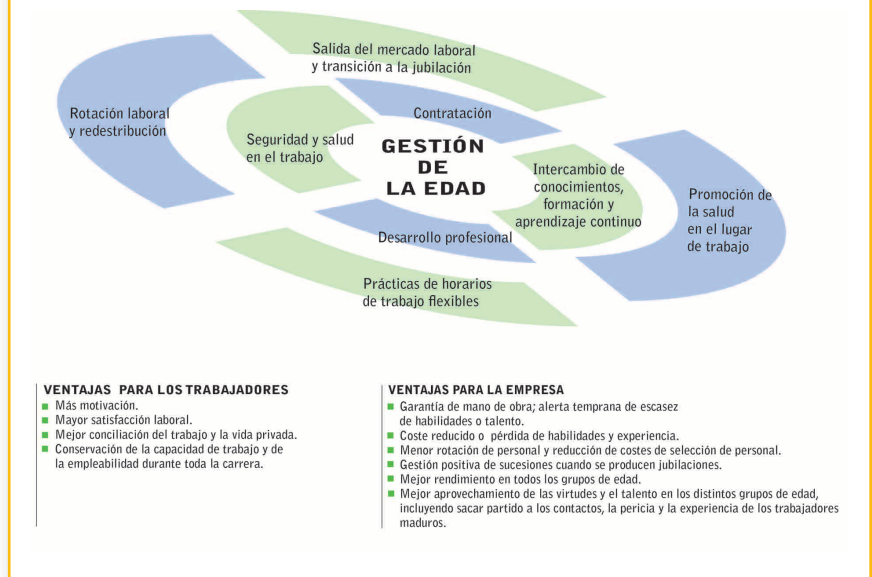 Salida del mercado laboral
y transición a la jubilación
Rotación laboral
y redestribución
Contratación
Seguridad y salud
en el trabajo
GESTIÓN
DE
LA EDAD
Intercambio de
conocimientos,
formación y
aprendizaje continuo
Promoción de
la salud
en el lugar
de trabajo
Desarrollo profesional
Prácticas de horarios
de trabajo flexibles
VENTAJAS PARA LOS TRABAJADORES
Más motivación.
Mayor satisfacción laboral.
Mejor conciliación del trabajo y la vida privada.
Conservación de la capacidad de trabajo y de
la empleabilidad durante toda la carrera.
VENTAJAS PARA LA EMPRESA
Garantía de mano de obra; alerta temprana de escasez
de habilidades o talento.
Coste reducido o pérdida de habilidades y experiencia.
Menor rotación de personal y reducción de costes de selección de personal.
Gestión positiva de sucesiones cuando se producen jubilaciones.
Mejor rendimiento en todos los grupos de edad.
Mejor aprovechamiento de las virtudes y el talento en los distintos grupos de edad,
incluyendo sacar partido a los contactos, la pericia y la experiencia de los trabajadores
maduros.